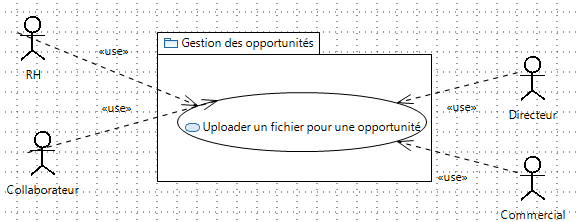 Gestion des opportunités
«use»
RH
«use»
Uploader un fichier pour une opportunité
«use»
Directeur
Collaborateur
«use»
Commercial